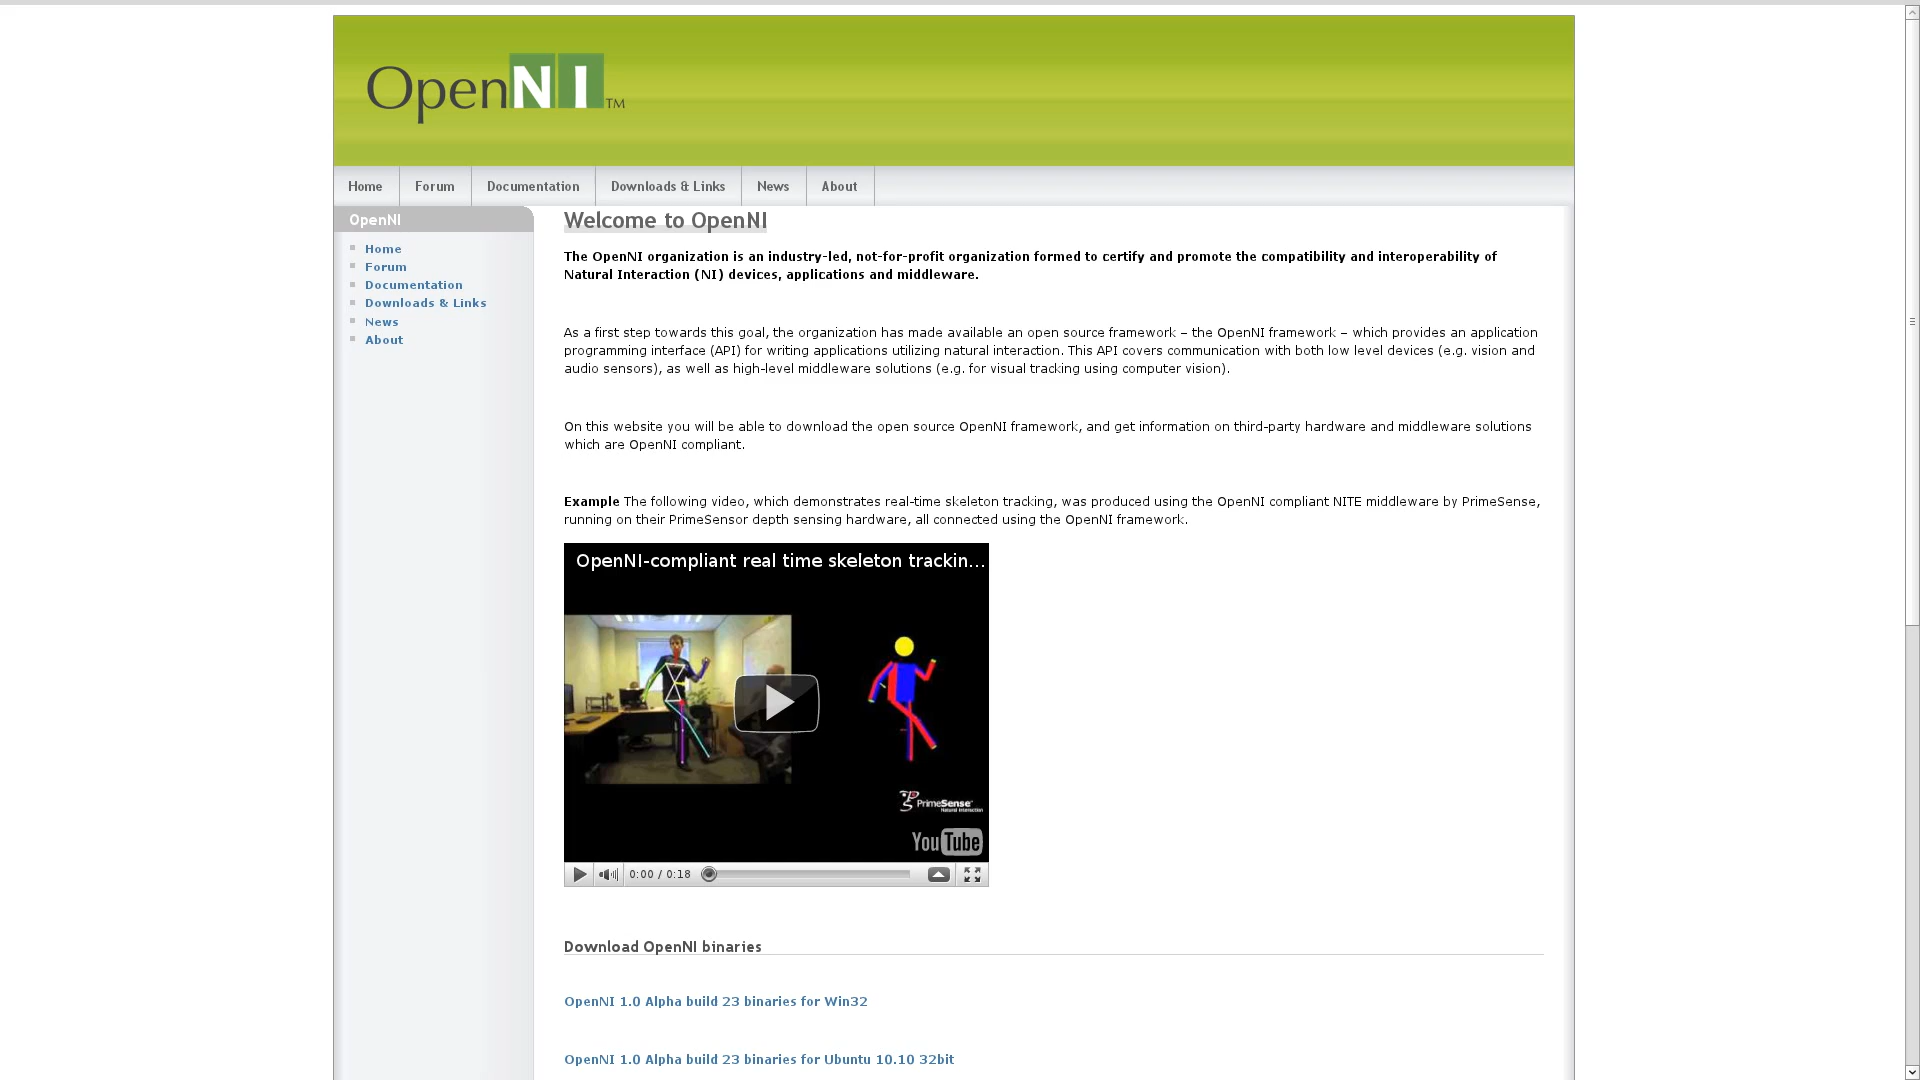 OpenNI™
Home
Forum
Documentation
Downloads & Links
News
About
OpenNI
Home
Forum
Documentation
Downloads & Links
News
About
Welcome to OpenNI
The OpenNI organization is an industry-led, not-for-profit organization formed to certify and promote the compatibility and interoperability of
Natural Interaction (NI) devices, applications and middleware.
As a first step towards this goal, the organization has made available an open source framework – the OpenNI framework – which provides an application
programming interface (API) for writing applications utilizing natural interaction. This API covers communication with both low level devices (e.g. vision and
audio sensors), as well as high-level middleware solutions (e.g. for visual tracking using computer vision).
On this website you will be able to download the open source OpenNI framework, and get information on third-party hardware and middleware solutions
which are OpenNI compliant.
Example The following video, which demonstrates real-time skeleton tracking, was produced using the OpenNI compliant NITE middleware by PrimeSense,
running on their PrimeSensor depth sensing hardware, all connected using the OpenNI framework.
OpenNI-compliant real time skeleton trackin...
PrimeSense™
Natural Interaction
YouTube
0:00 / 0:18
Download OpenNI binaries
OpenNI 1.0 Alpha build 23 binaries for Win32
OpenNI 1.0 Alpha build 23 binaries for Ubuntu 10.10 32bit